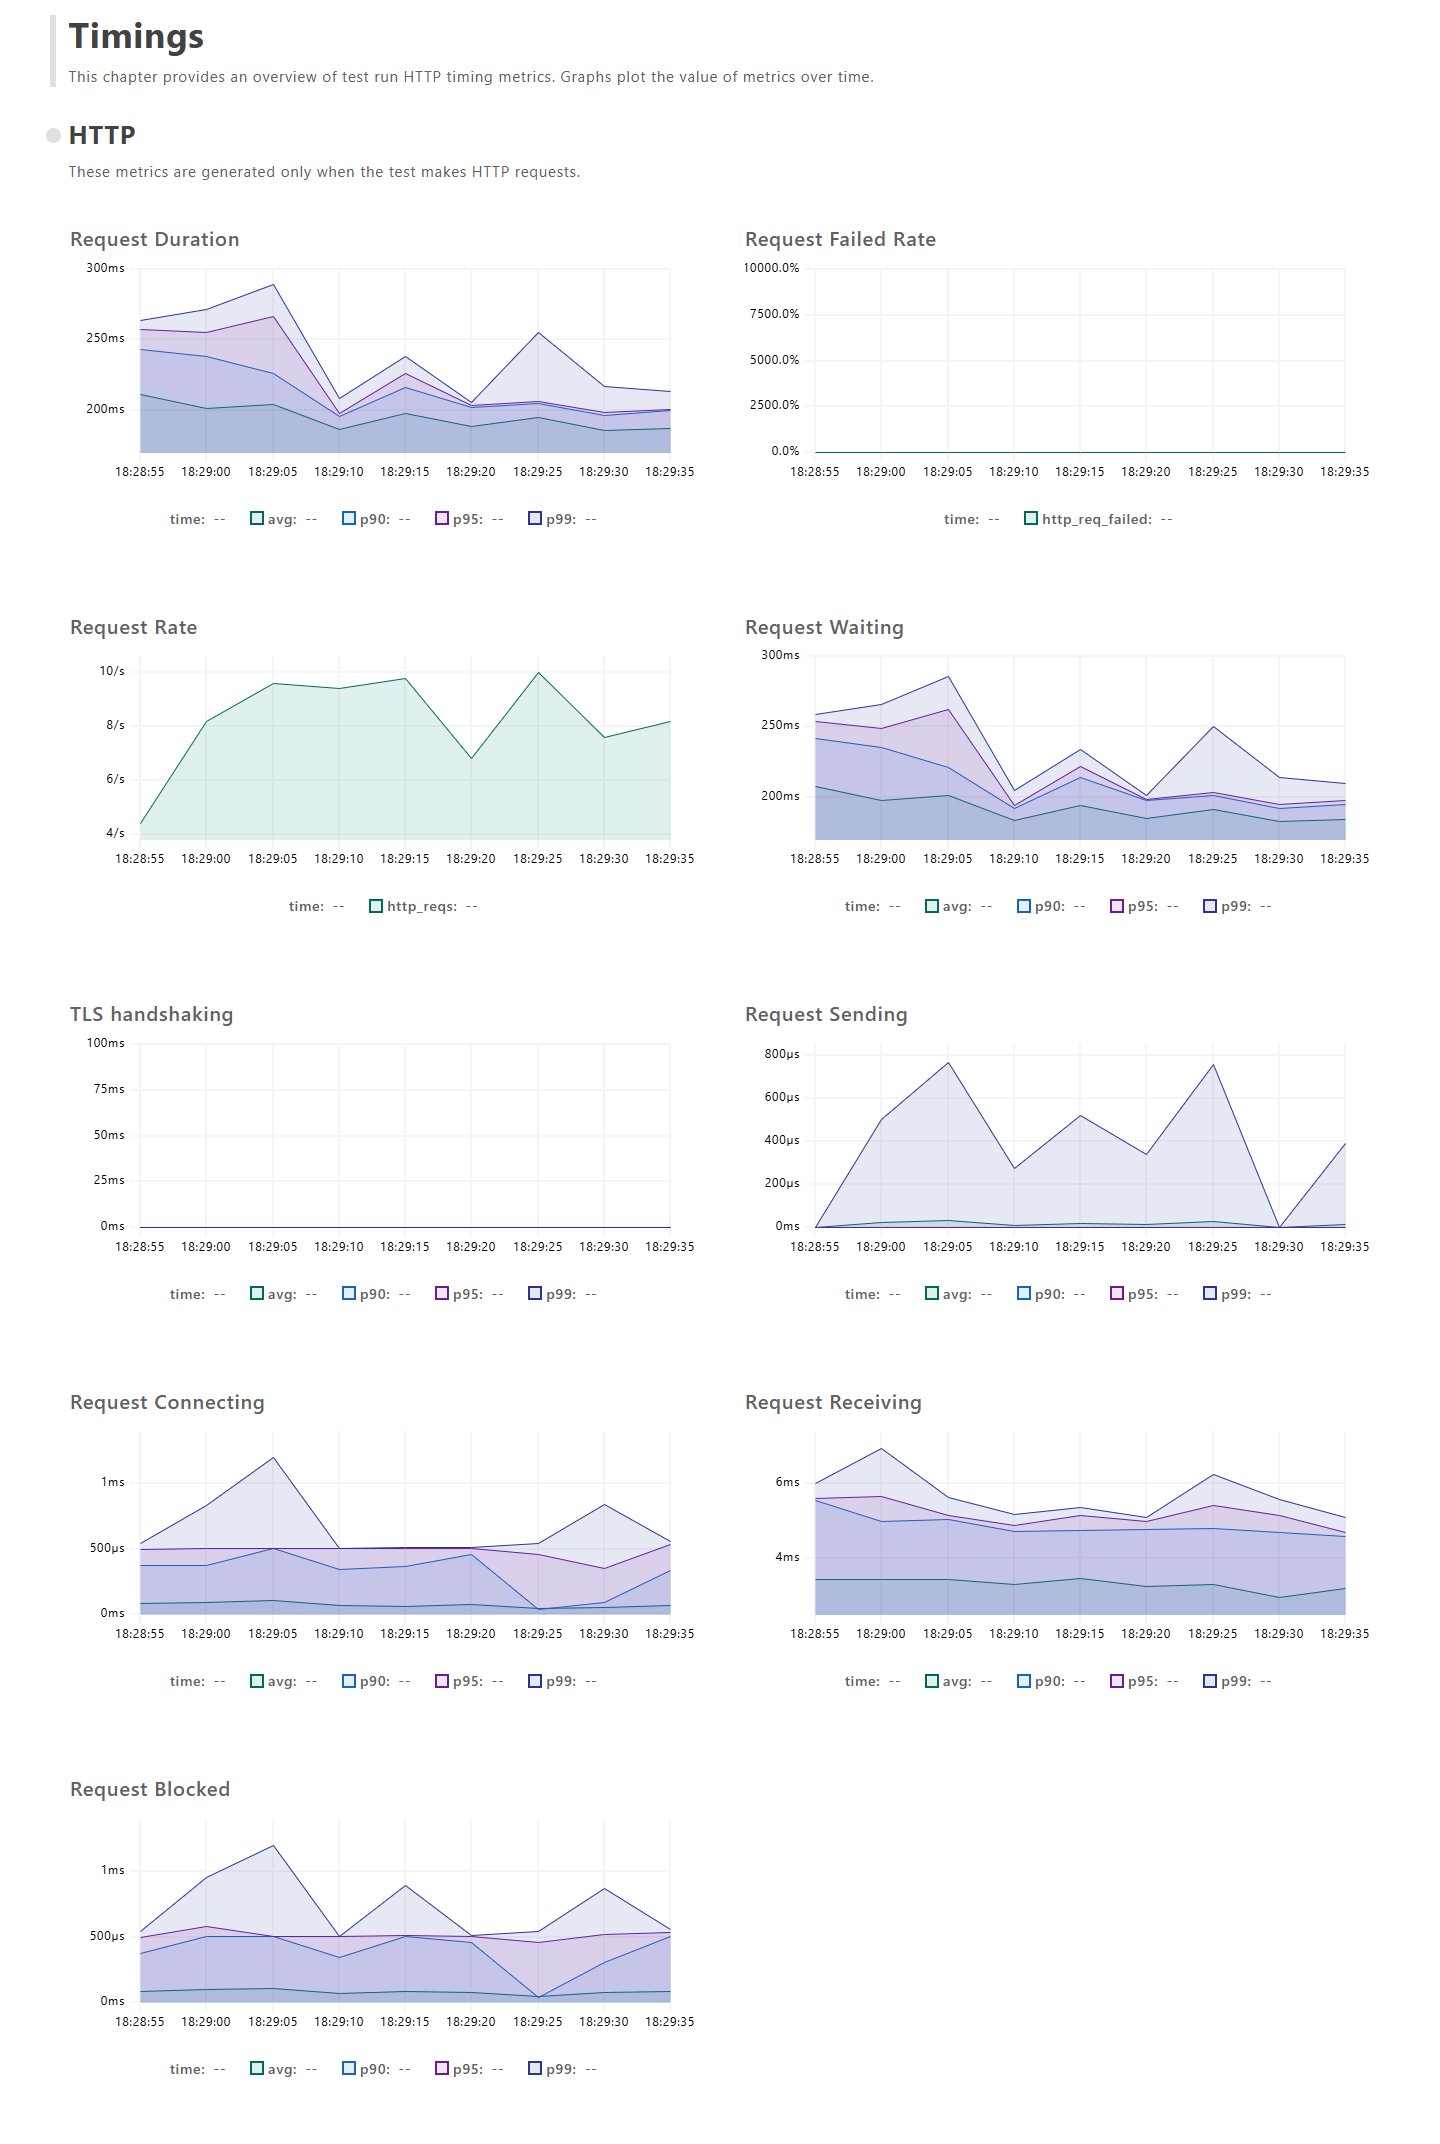 Timings
This chapter provides an overview of test run HTTP timing metrics. Graphs plot the value of metrics over time.
HTTP
These metrics are generated only when the test makes HTTP requests.
Request Duration
300ms
250ms
200ms
18:28:55 18:29:00 18:29:05 18:29:10 18:29:15 18:29:20 18:29:25 18:29:30 18:29:35
time: -- avg: -- p90: -- p95: -- p99: --
Request Failed Rate
10000.0%
7500.0%
5000.0%
2500.0%
0.0%
18:28:55 18:29:00 18:29:05 18:29:10 18:29:15 18:29:20 18:29:25 18:29:30 18:29:35
time: -- http_req_failed: --
Request Rate
10/s
8/s
6/s
4/s
18:28:55 18:29:00 18:29:05 18:29:10 18:29:15 18:29:20 18:29:25 18:29:30 18:29:35
time: -- http_reqs: --
Request Waiting
300ms
250ms
200ms
18:28:55 18:29:00 18:29:05 18:29:10 18:29:15 18:29:20 18:29:25 18:29:30 18:29:35
time: -- avg: -- p90: -- p95: -- p99: --
TLS handshaking
100ms
75ms
50ms
25ms
0ms
18:28:55 18:29:00 18:29:05 18:29:10 18:29:15 18:29:20 18:29:25 18:29:30 18:29:35
time: -- avg: -- p90: -- p95: -- p99: --
Request Sending
800µs
600µs
400µs
200µs
0ms
18:28:55 18:29:00 18:29:05 18:29:10 18:29:15 18:29:20 18:29:25 18:29:30 18:29:35
time: -- avg: -- p90: -- p95: -- p99: --
Request Connecting
1ms
500µs
0ms
18:28:55 18:29:00 18:29:05 18:29:10 18:29:15 18:29:20 18:29:25 18:29:30 18:29:35
time: -- avg: -- p90: -- p95: -- p99: --
Request Receiving
6ms
4ms
18:28:55 18:29:00 18:29:05 18:29:10 18:29:15 18:29:20 18:29:25 18:29:30 18:29:35
time: -- avg: -- p90: -- p95: -- p99: --
Request Blocked
1ms
500µs
0ms
18:28:55 18:29:00 18:29:05 18:29:10 18:29:15 18:29:20 18:29:25 18:29:30 18:29:35
time: -- avg: -- p90: -- p95: -- p99: --